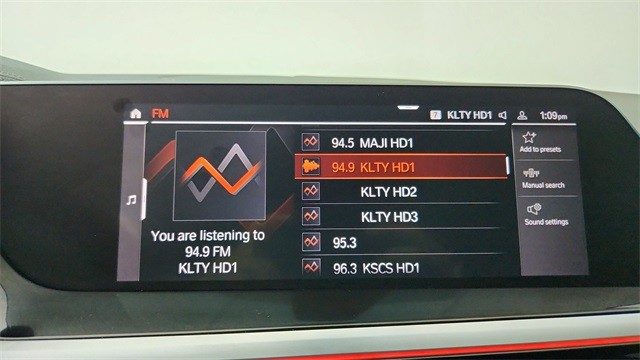 FM
7 KLTY HD1
1:09pm
You are listening to
94.9 FM
KLTY HD1
94.5 MAJI HD1
94.9 KLTY HD1
KLTY HD2
KLTY HD3
95.3
96.3 KSCS HD1
Add to presets
Manual search
Sound settings